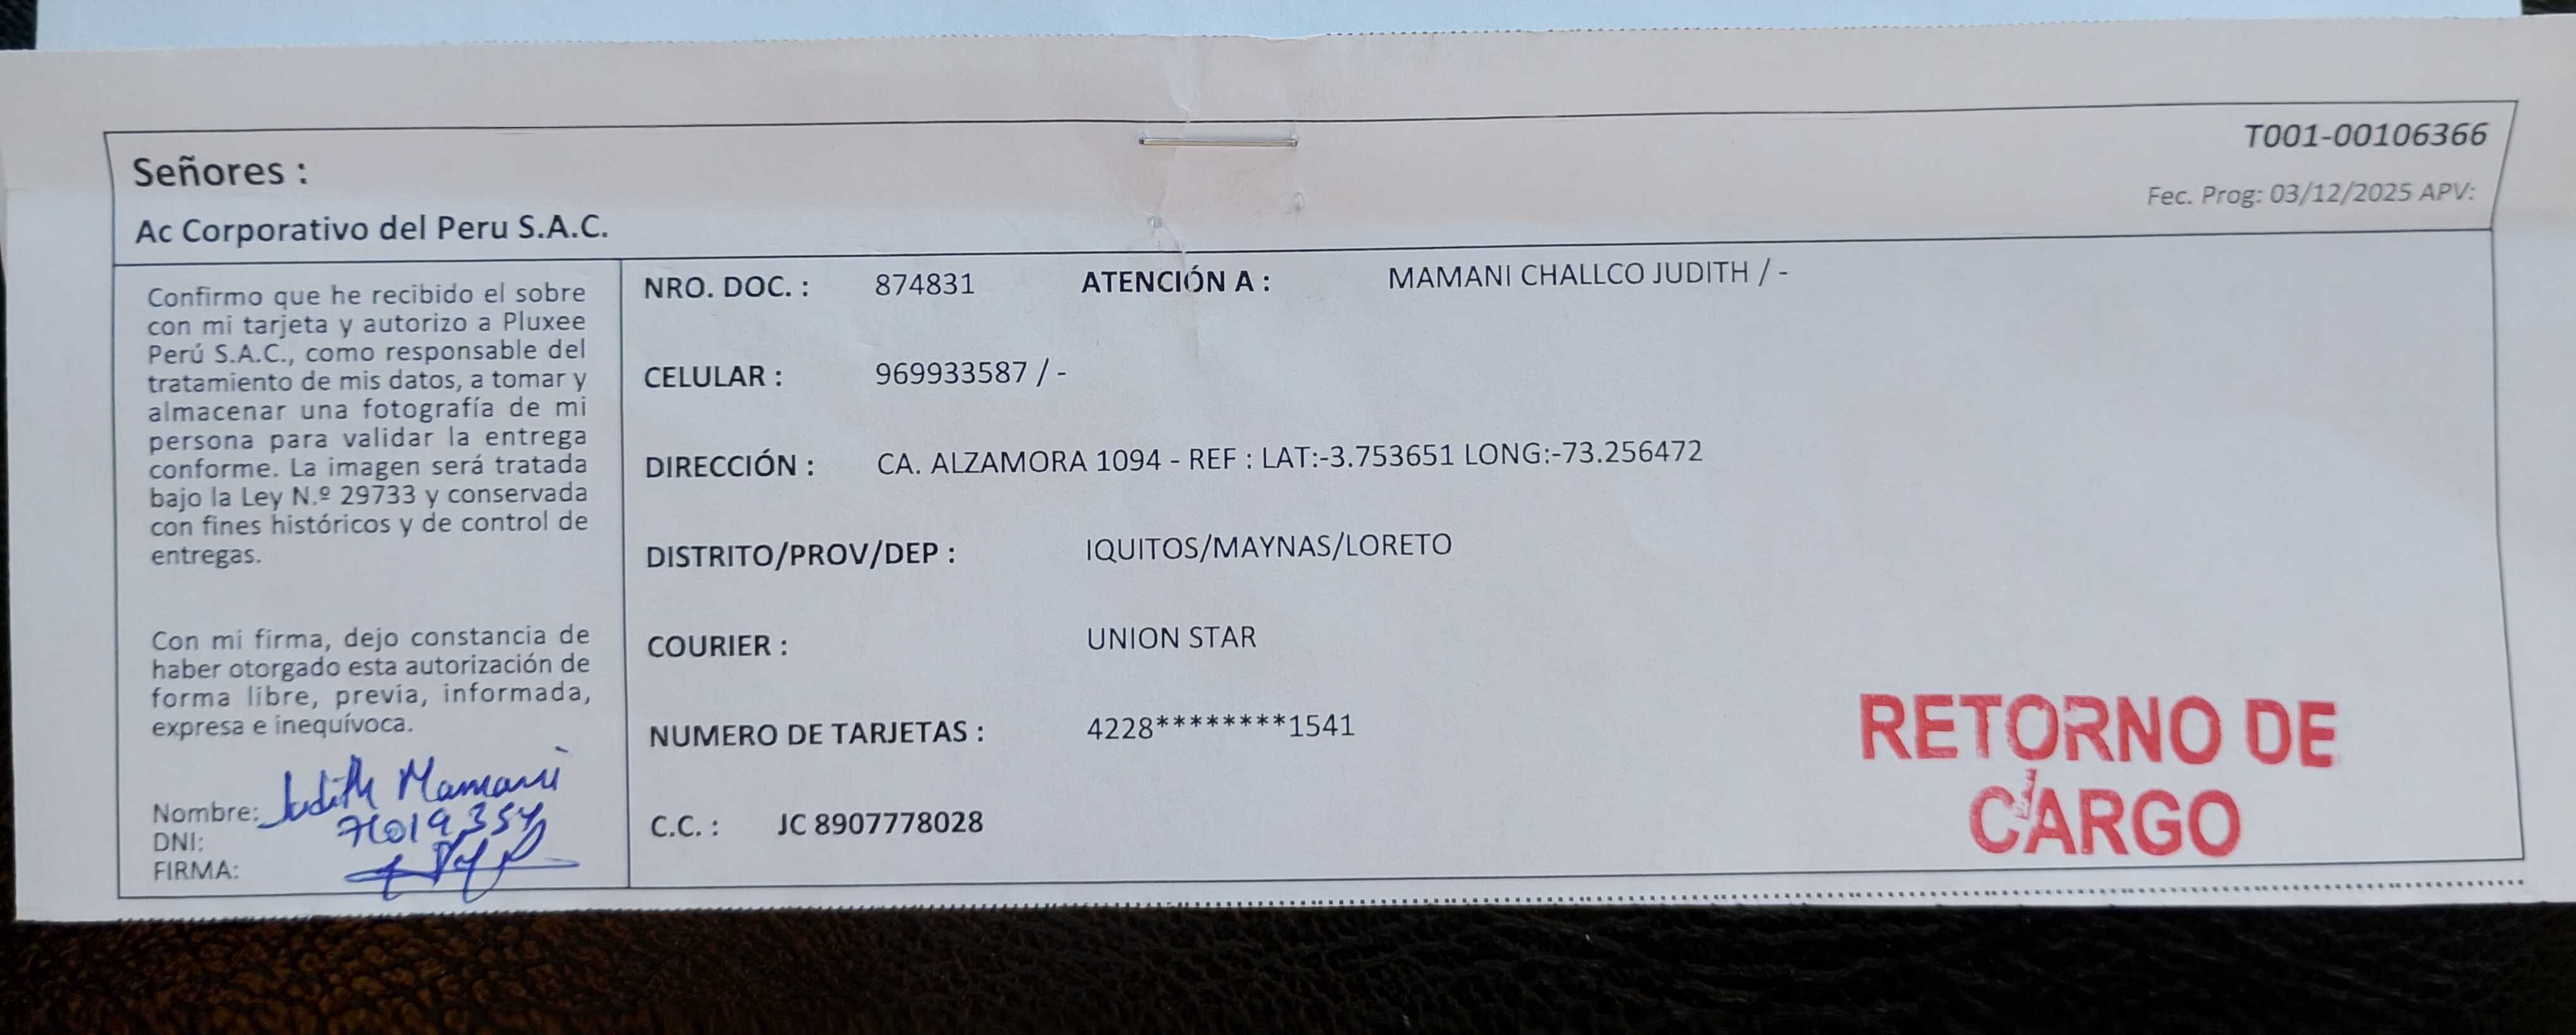 T001-00106366
Señores :
Fec. Prog: 03/12/2025 APV:
Ac Corporativo del Peru S.A.C.
Confirmo que he recibido el sobre
con mi tarjeta y autorizo a Pluxee
Perú S.A.C., como responsable del
tratamiento de mis datos, a tomar y
almacenar una fotografía de mi
persona para validar la entrega
conforme. La imagen será tratada
bajo la Ley N.º 29733 y conservada
con fines históricos y de control de
entregas.
Con mi firma, dejo constancia de
haber otorgado esta autorización de
forma libre, previa, informada,
expresa e inequívoca.
Nombre: Judith Mamani
DNI:
FIRMA:
NRO. DOC. : 874831 ATENCIÓN A : MAMANI CHALLCO JUDITH / -
CELULAR : 969933587 / -
DIRECCIÓN : CA. ALZAMORA 1094 - REF : LAT:-3.753651 LONG:-73.256472
DISTRITO/PROV/DEP : IQUITOS/MAYNAS/LORETO
COURIER : UNION STAR
NUMERO DE TARJETAS : 4228********1541
C.C. : JC 8907778028
RETORNO DE
CARGO